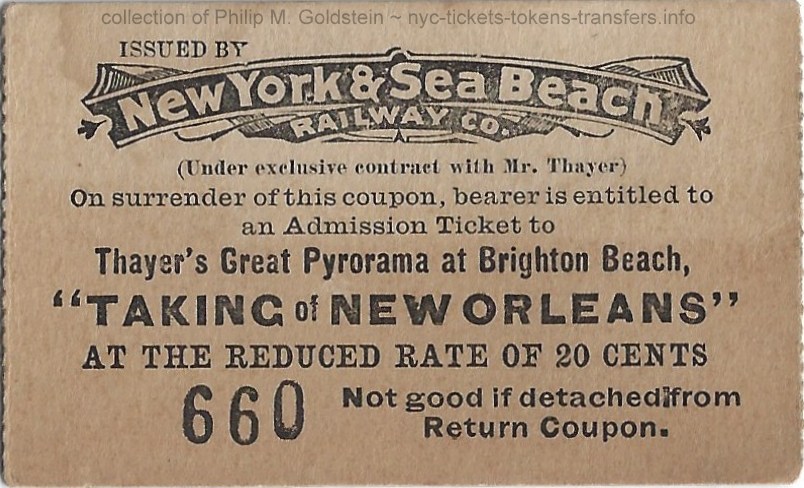 collection of Philip M. Goldstein ~ nyc-tickets-tokens-transfers.info
ISSUED BY
New York & Sea Beach
RAILWAY CO.
(Under exclusive contract with Mr. Thayer)
On surrender of this coupon, bearer is entitled to
an Admission Ticket to
Thayer's Great Pyrorama at Brighton Beach,
"TAKING of NEW ORLEANS"
AT THE REDUCED RATE OF 20 CENTS
660
Not good if detached from
Return Coupon.